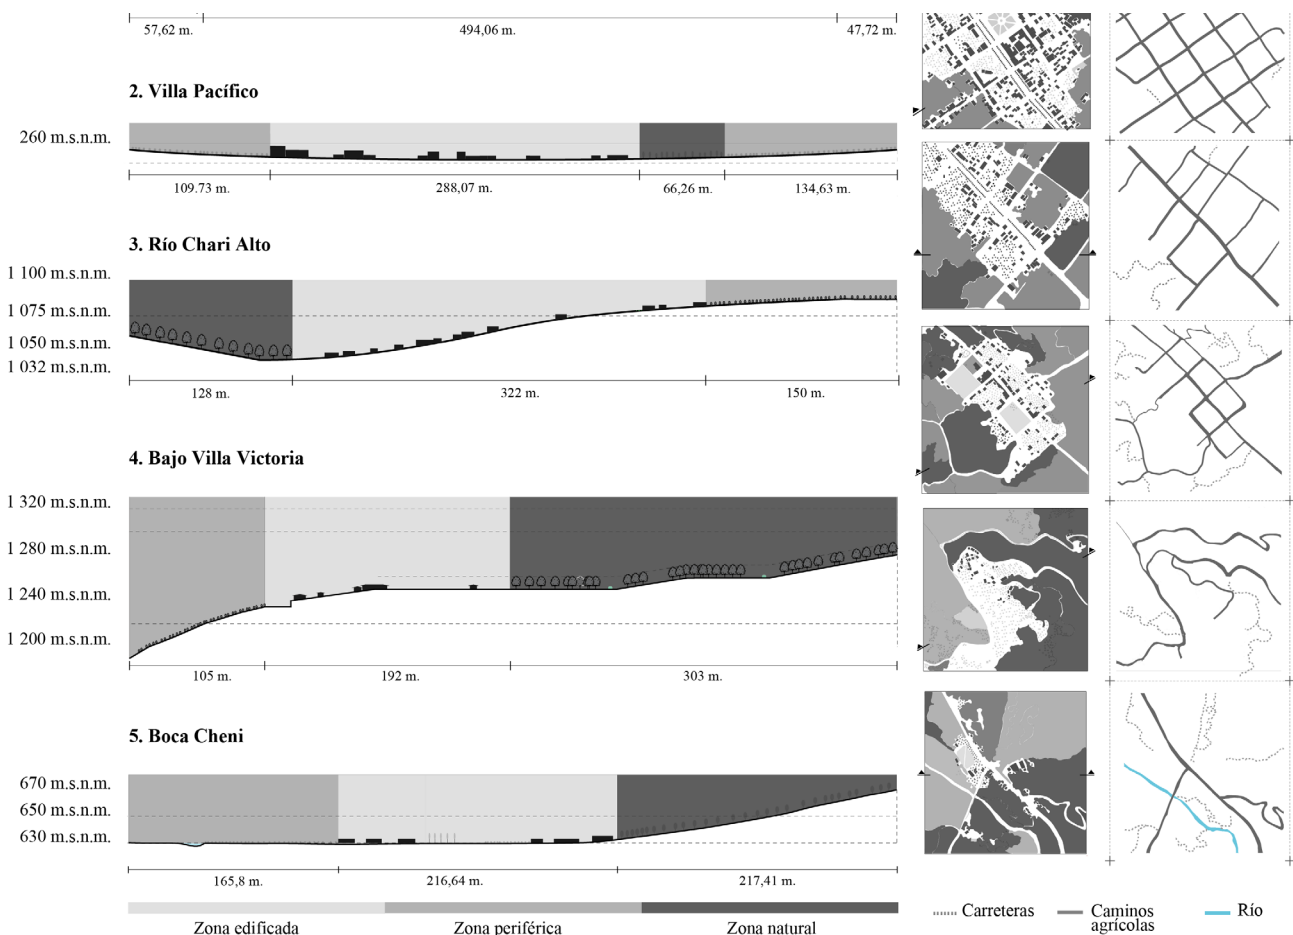 57,62 m. 494,06 m. 47,72 m.
2. Villa Pacífico
260 m.s.n.m.
109.73 m. 288,07 m. 66,26 m. 134,63 m.
3. Río Chari Alto
1 100 m.s.n.m.
1 075 m.s.n.m.
1 050 m.s.n.m.
1 032 m.s.n.m.
128 m. 322 m. 150 m.
4. Bajo Villa Victoria
1 320 m.s.n.m.
1 280 m.s.n.m.
1 240 m.s.n.m.
1 200 m.s.n.m.
105 m. 192 m. 303 m.
5. Boca Cheni
670 m.s.n.m.
650 m.s.n.m.
630 m.s.n.m.
165,8 m. 216,64 m. 217,41 m.
Zona edificada Zona periférica Zona natural
Carreteras
Caminos
agrícolas
Río